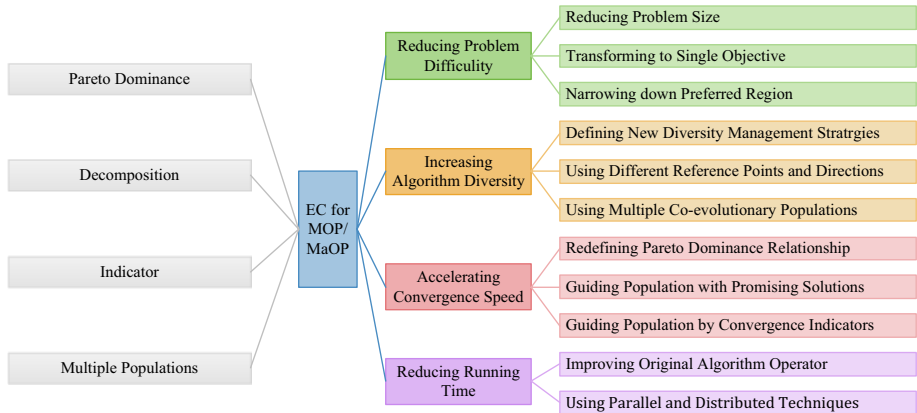 Pareto Dominance
Decomposition
Indicator
Multiple Populations
EC for
MOP/
MaOP
Reducing Problem
Difficulty
Reducing Problem Size
Transforming to Single Objective
Narrowing down Preferred Region
Increasing
Algorithm Diversity
Defining New Diversity Management Stratrgies
Using Different Reference Points and Directions
Using Multiple Co-evolutionary Populations
Accelerating
Convergence Speed
Redefining Pareto Dominance Relationship
Guiding Population with Promising Solutions
Guiding Population by Convergence Indicators
Reducing Running
Time
Improving Original Algorithm Operator
Using Parallel and Distributed Techniques